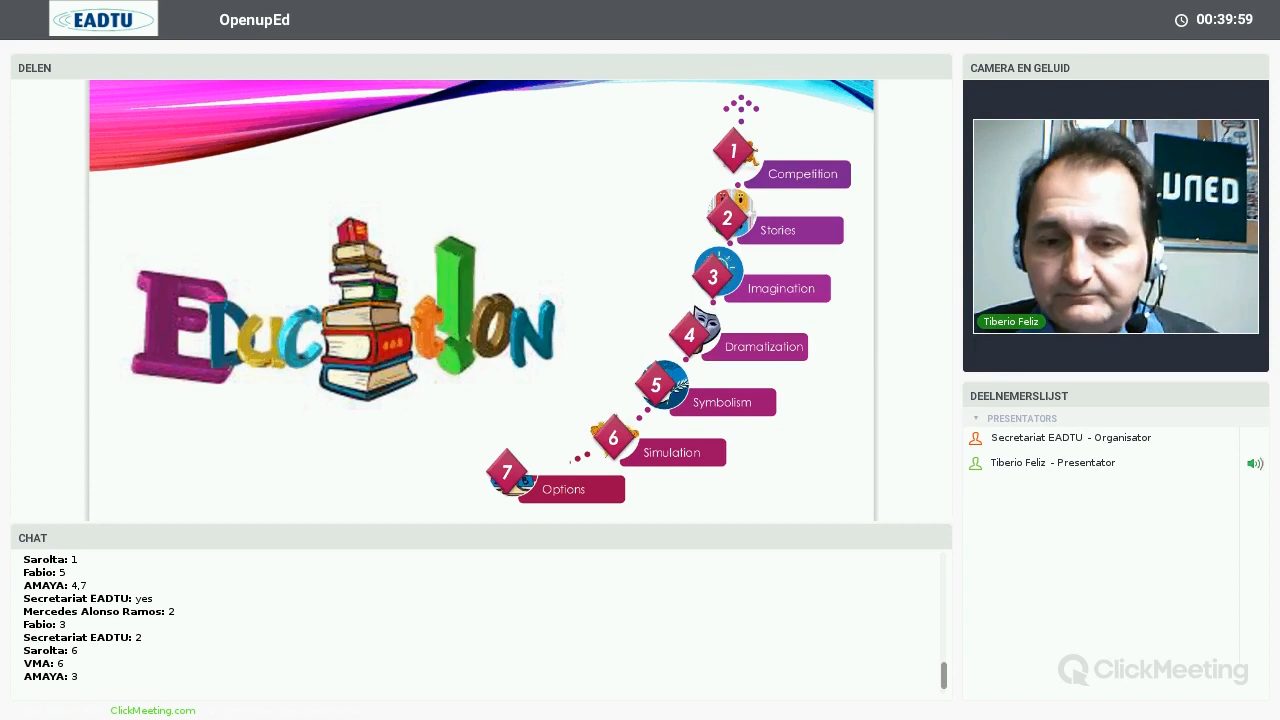 EADTU
OpenupEd
00:39:59
DELEN
1
Competition
2
Stories
3
Imagination
4
Dramatization
5
Symbolism
6
Simulation
7
Options
EDUCAt!ON
CAMERA EN GELUID
UNED
Tiberio Feliz
DEELNEMERSLIJST
PRESENTATORS
Secretariat EADTU - Organisator
Tiberio Feliz - Presentator
CHAT
Sarolta: 1
Fabio: 5
AMAYA: 4,7
Secretariat EADTU: yes
Mercedes Alonso Ramos: 2
Fabio: 3
Secretariat EADTU: 2
Sarolta: 6
VMA: 6
AMAYA: 3
ClickMeeting
ClickMeeting.com